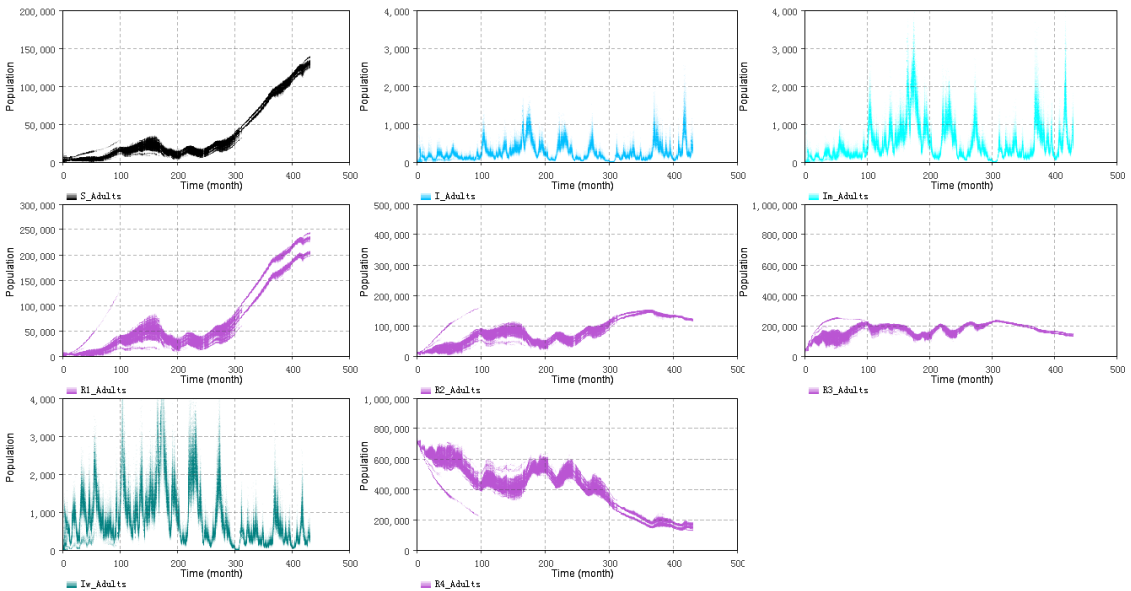 200,000
150,000
100,000
50,000
0
Population
0 100 200 300 400 500
Time (month)
S_Adults
4,000
3,000
2,000
1,000
0
Population
0 100 200 300 400 500
Time (month)
I_Adults
4,000
3,000
2,000
1,000
0
Population
0 100 200 300 400 500
Time (month)
Im_Adults
300,000
250,000
200,000
150,000
100,000
50,000
0
Population
0 100 200 300 400 500
Time (month)
R1_Adults
500,000
400,000
300,000
200,000
100,000
0
Population
0 100 200 300 400 500
Time (month)
R2_Adults
1,000,000
800,000
600,000
400,000
200,000
0
Population
0 100 200 300 400 500
Time (month)
R3_Adults
4,000
3,000
2,000
1,000
0
Population
0 100 200 300 400 500
Time (month)
Iw_Adults
1,000,000
800,000
600,000
400,000
200,000
0
Population
0 100 200 300 400 500
Time (month)
R4_Adults